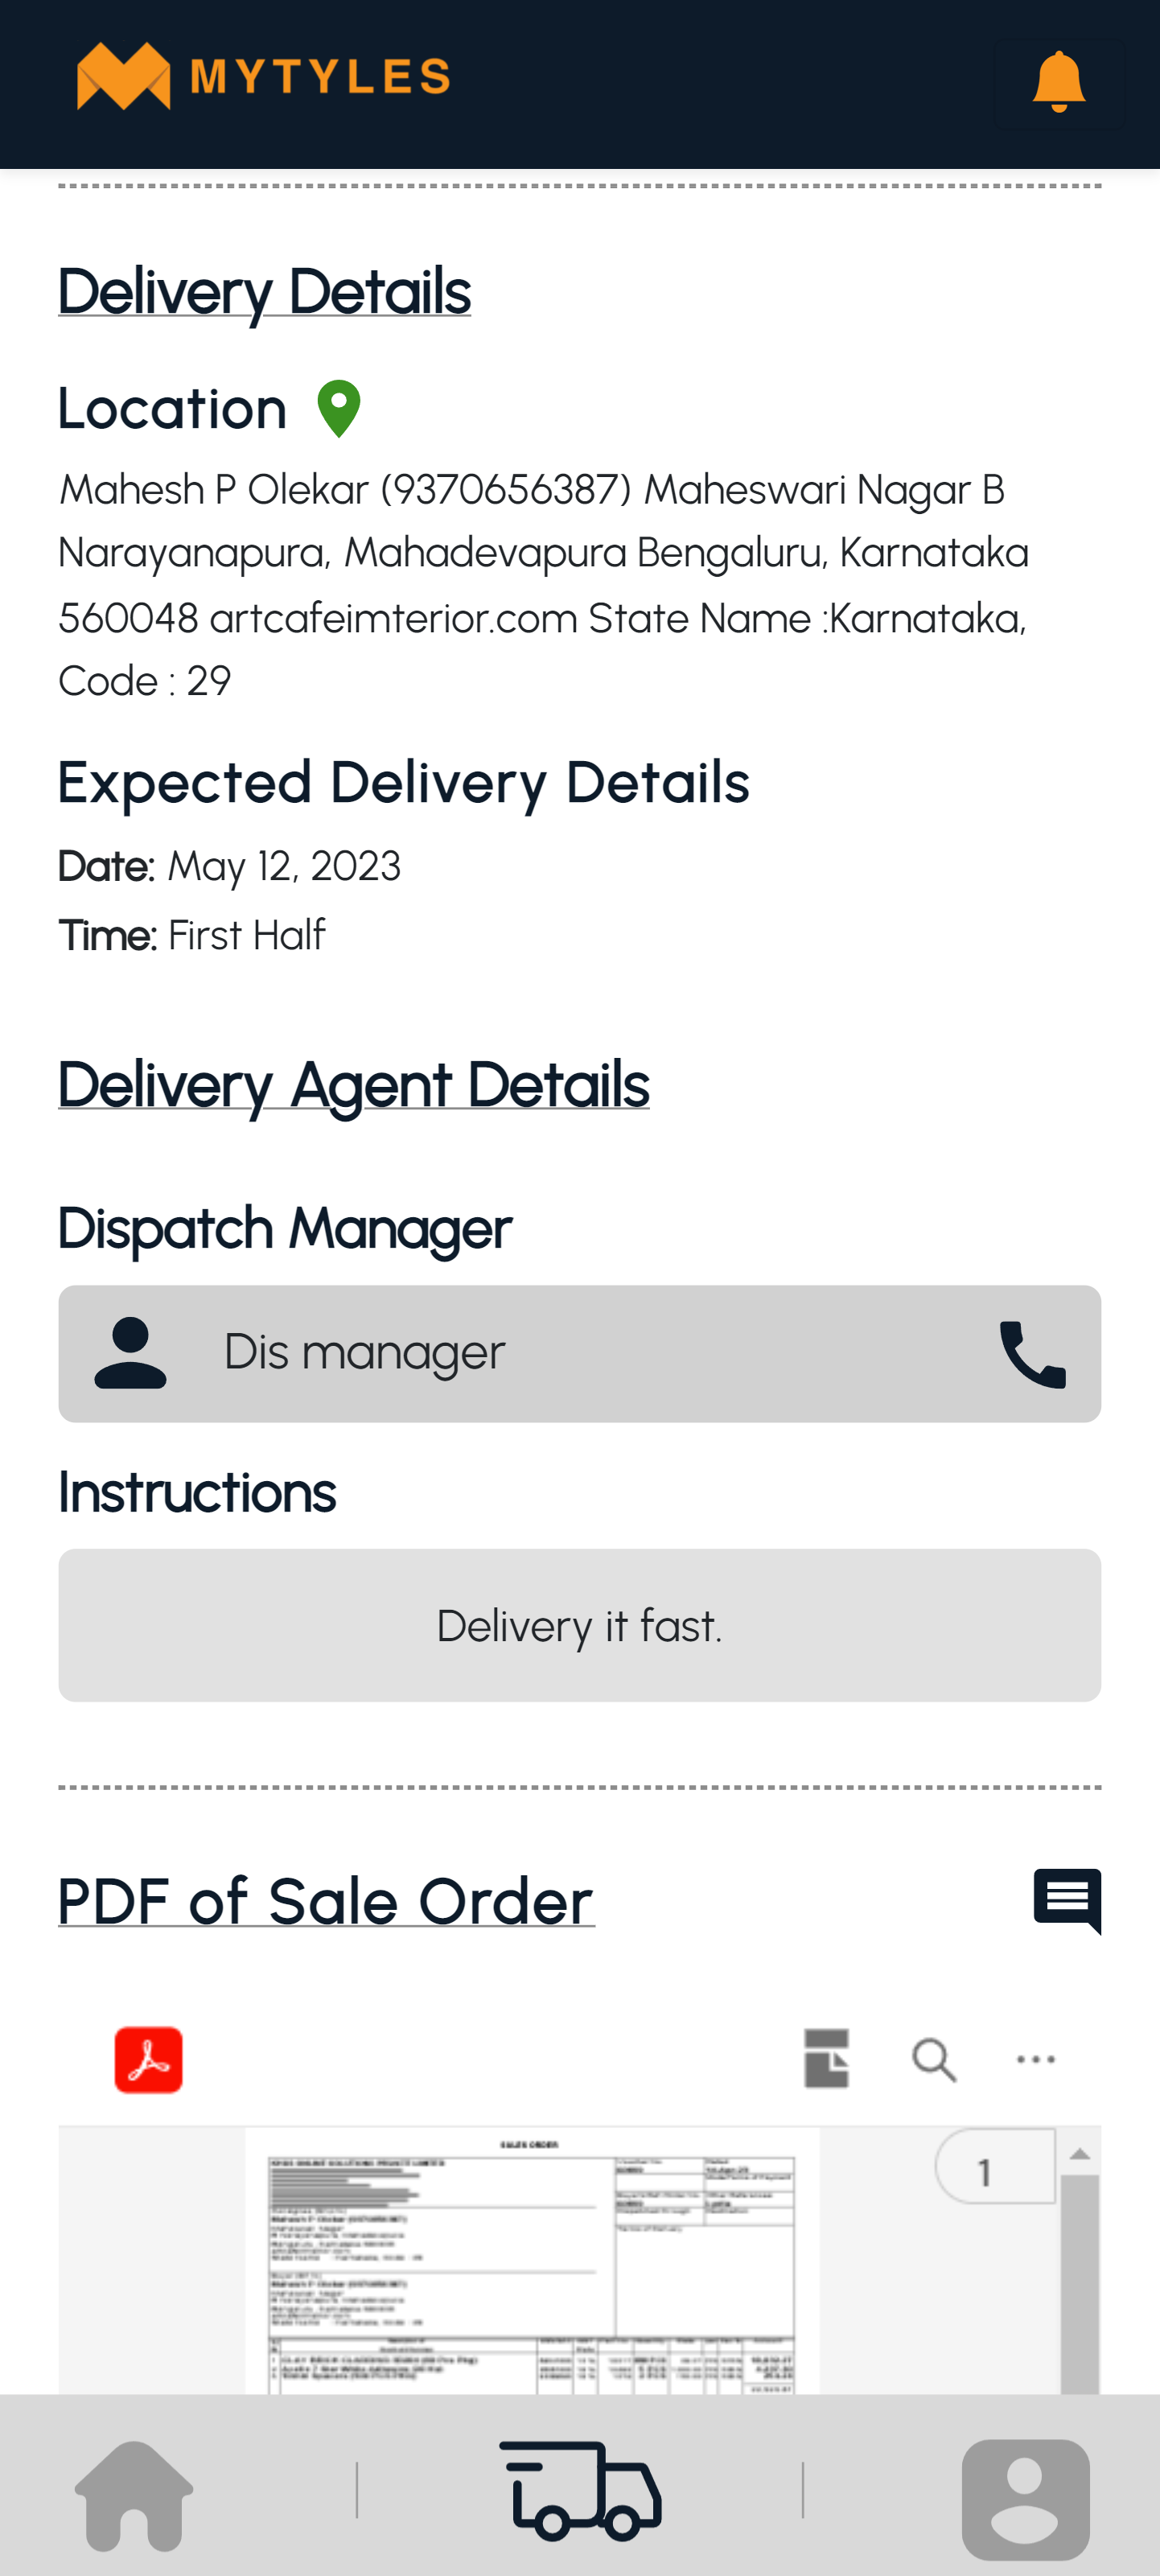 MYTYLES
Delivery Details
Location
Mahesh P Olekar (9370656387) Maheswari Nagar B
Narayanapura, Mahadevapura Bengaluru, Karnataka
560048 artcafeimterior.com State Name :Karnataka,
Code : 29
Expected Delivery Details
Date: May 12, 2023
Time: First Half
Delivery Agent Details
Dispatch Manager
Dis manager
Instructions
Delivery it fast.
PDF of Sale Order
1
SALES ORDER